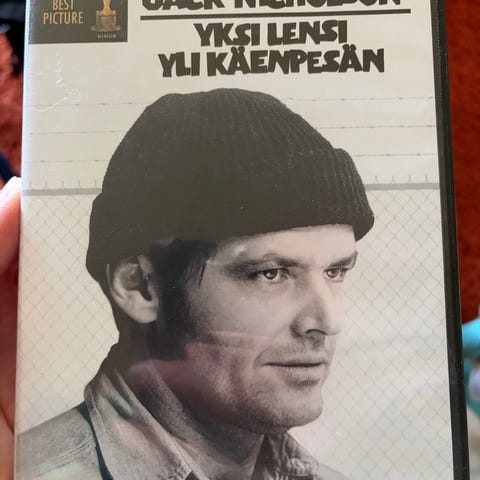 BEST
PICTURE
JACK NICHOLSON
YKSI LENSI
YLI KÄENPESÄN